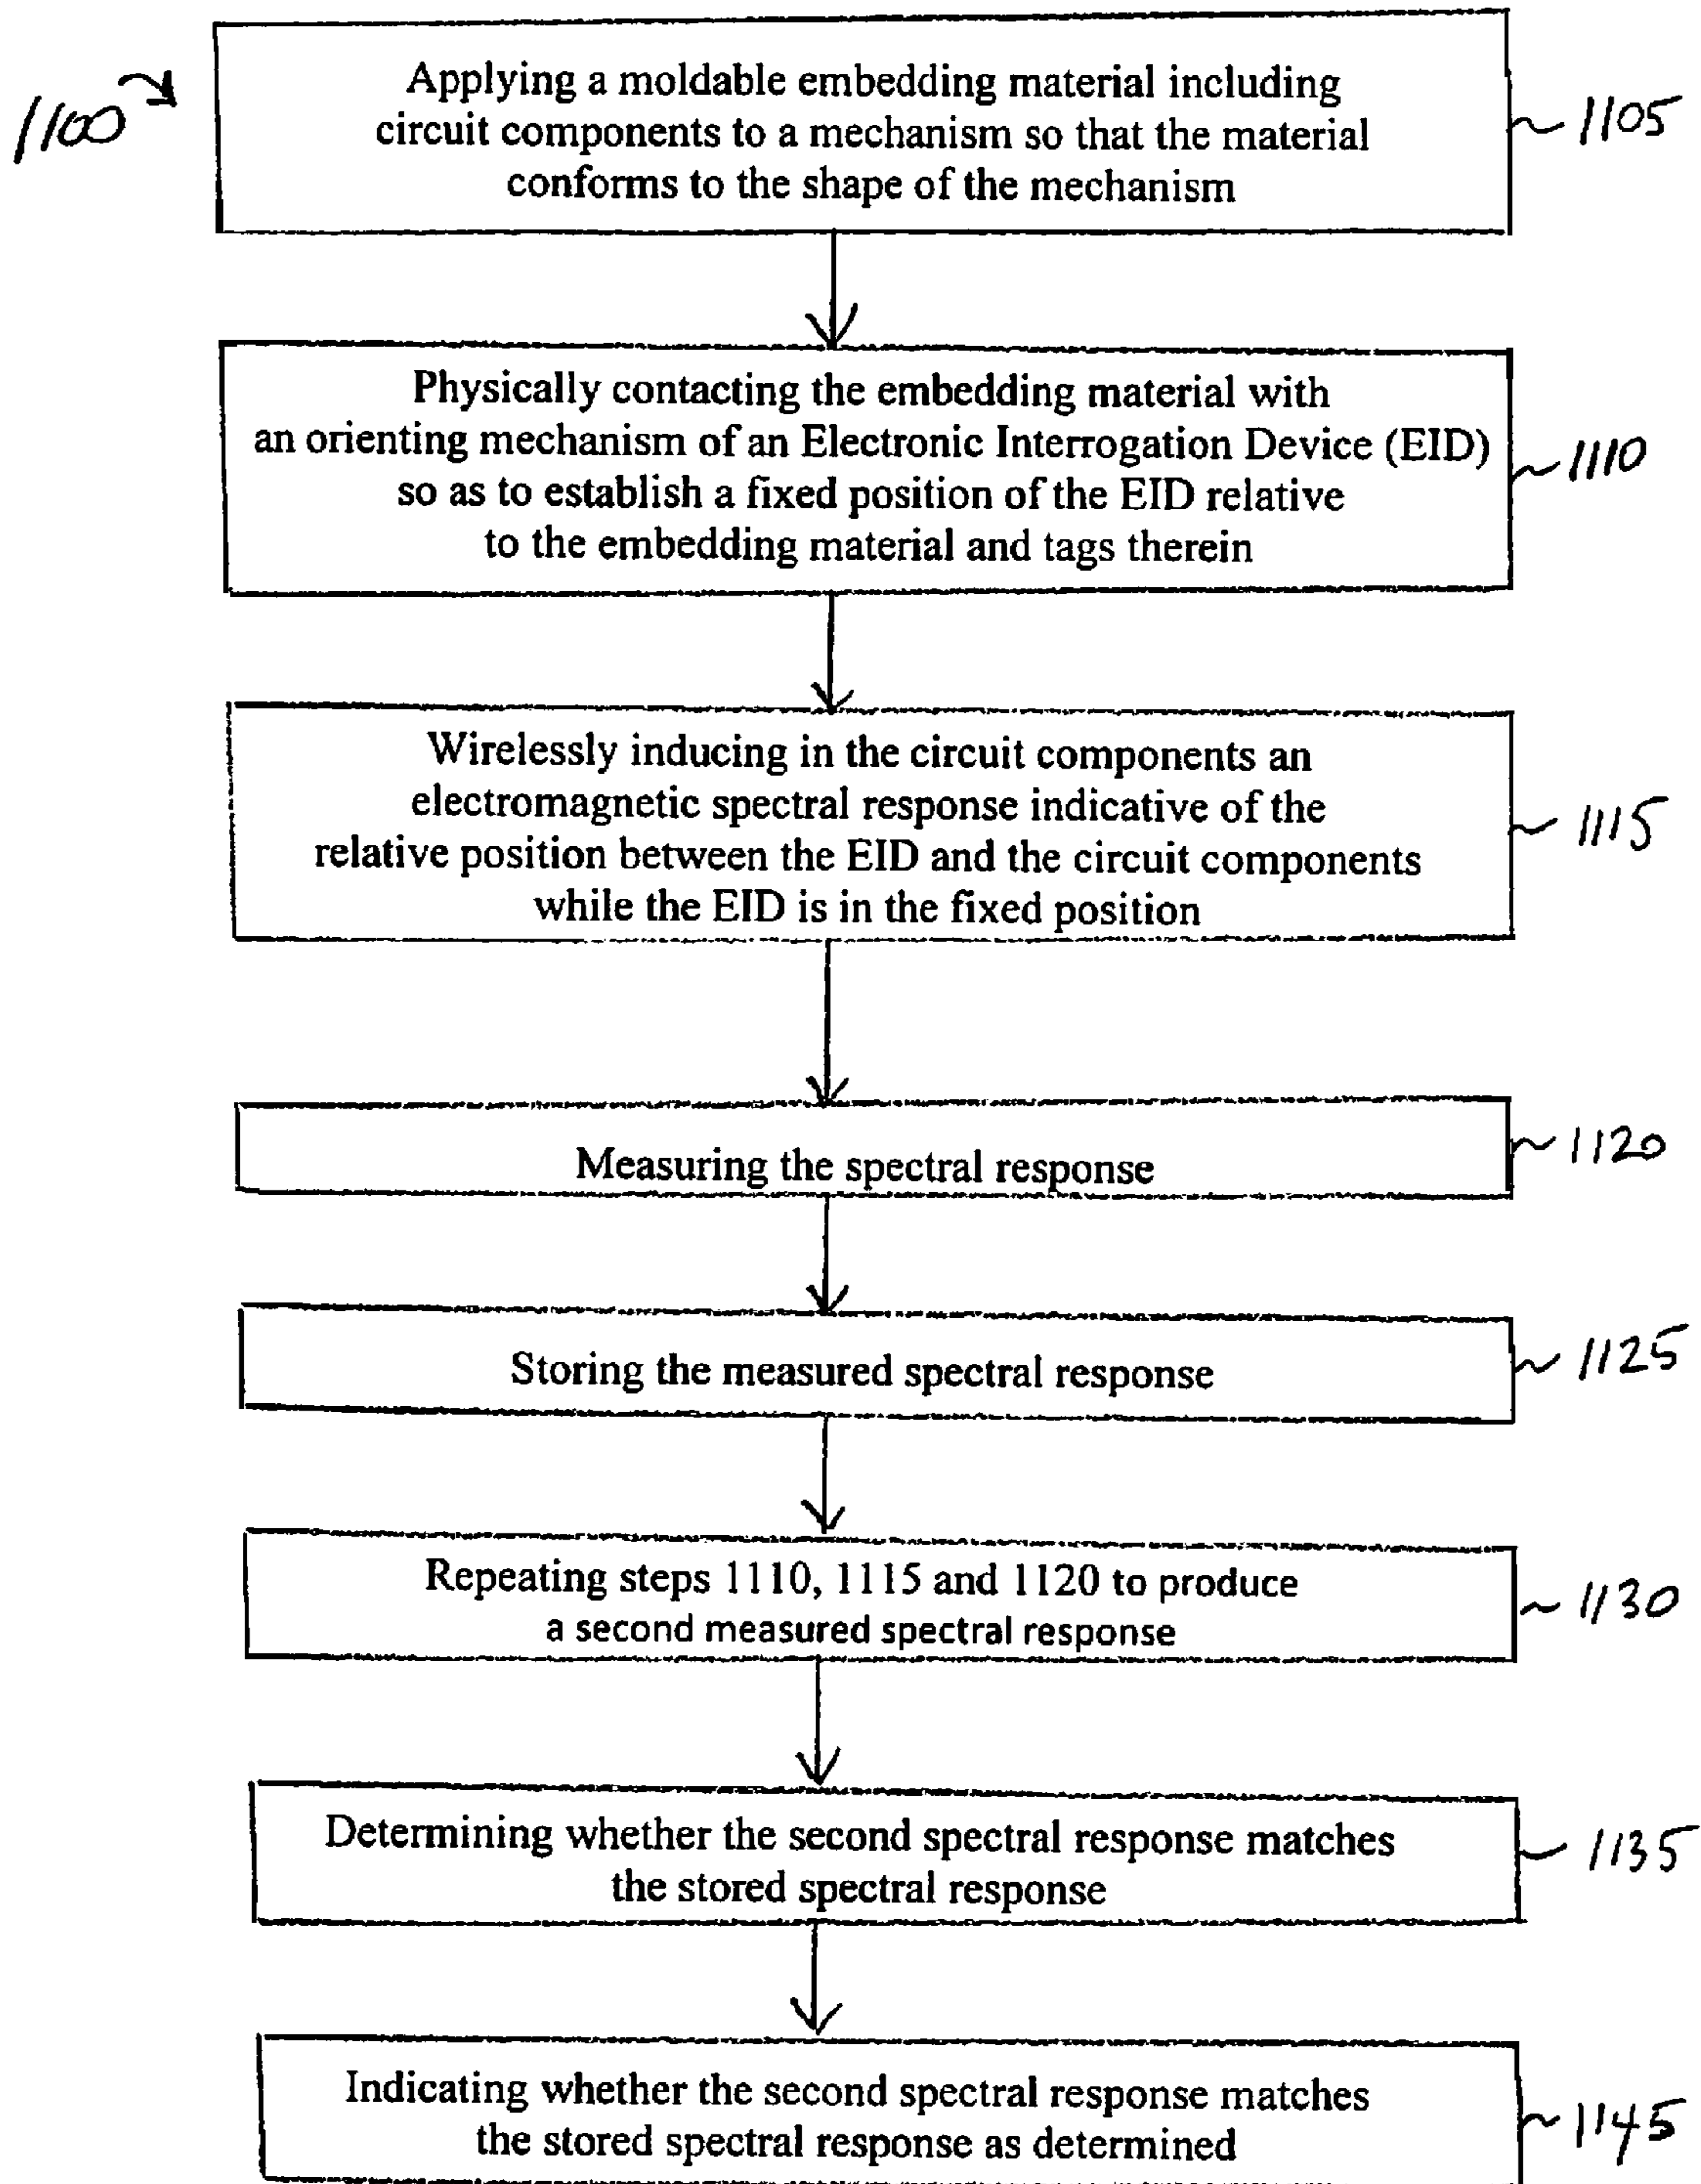 1100
Applying a moldable embedding material including
circuit components to a mechanism so that the material
conforms to the shape of the mechanism
1105
Physically contacting the embedding material with
an orienting mechanism of an Electronic Interrogation Device (EID)
so as to establish a fixed position of the EID relative
to the embedding material and tags therein
1110
Wirelessly inducing in the circuit components an
electromagnetic spectral response indicative of the
relative position between the EID and the circuit components
while the EID is in the fixed position
1115
Measuring the spectral response
1120
Storing the measured spectral response
1125
Repeating steps 1110, 1115 and 1120 to produce
a second measured spectral response
1130
Determining whether the second spectral response matches
the stored spectral response
1135
Indicating whether the second spectral response matches
the stored spectral response as determined
1145